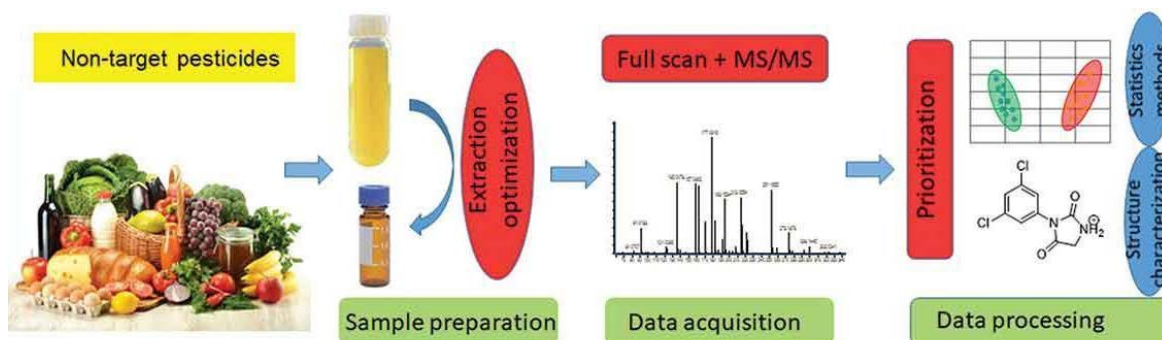 Non-target pesticides
Extraction
optimization
Sample preparation
Full scan + MS/MS
Data acquisition
Prioritization
Statistics
methods
Cl
Cl
O
N
NH2
O
Structure
characterization
Data processing